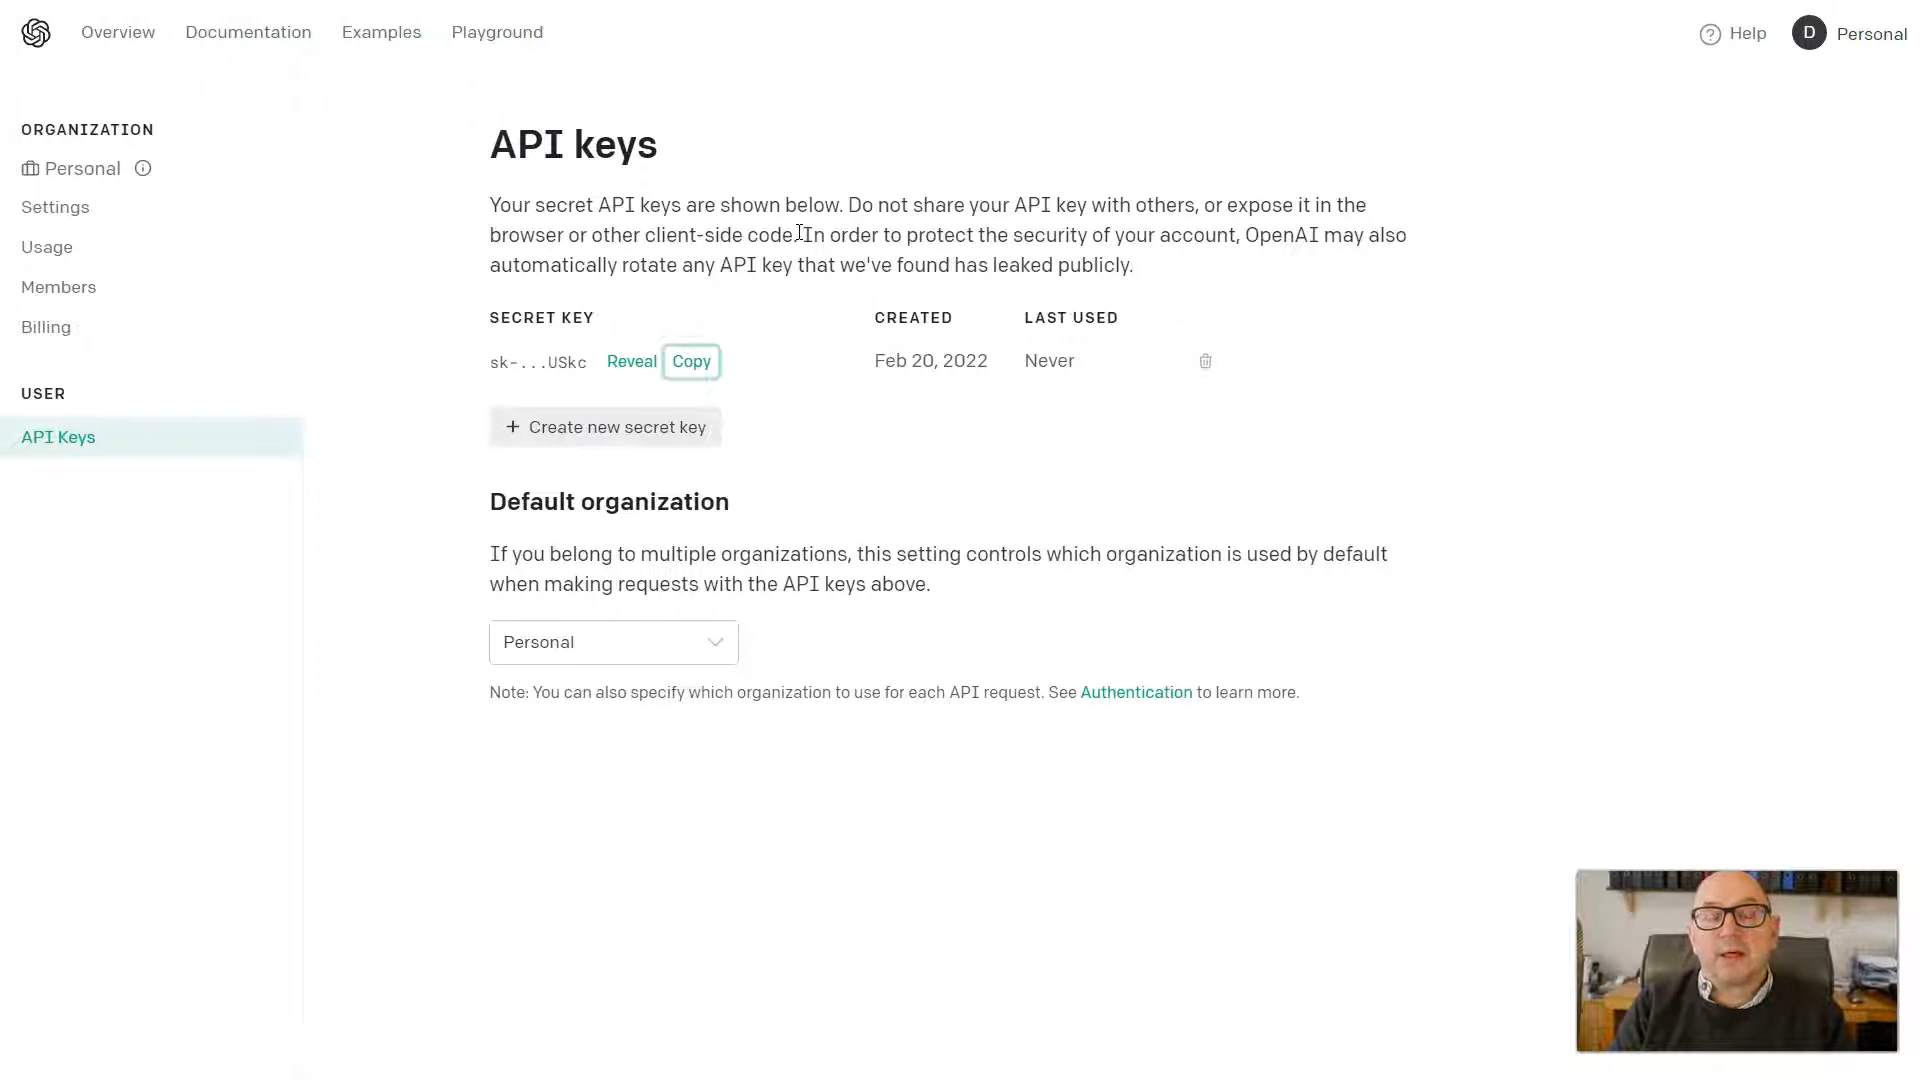 Overview Documentation Examples Playground
Help D Personal
ORGANIZATION
Personal
Settings
Usage
Members
Billing
USER
API Keys
API keys
Your secret API keys are shown below. Do not share your API key with others, or expose it in the
browser or other client-side code. In order to protect the security of your account, OpenAI may also
automatically rotate any API key that we've found has leaked publicly.
SECRET KEY CREATED LAST USED
sk-...USkc Reveal Copy Feb 20, 2022 Never
+ Create new secret key
Default organization
If you belong to multiple organizations, this setting controls which organization is used by default
when making requests with the API keys above.
Personal
Note: You can also specify which organization to use for each API request. See Authentication to learn more.